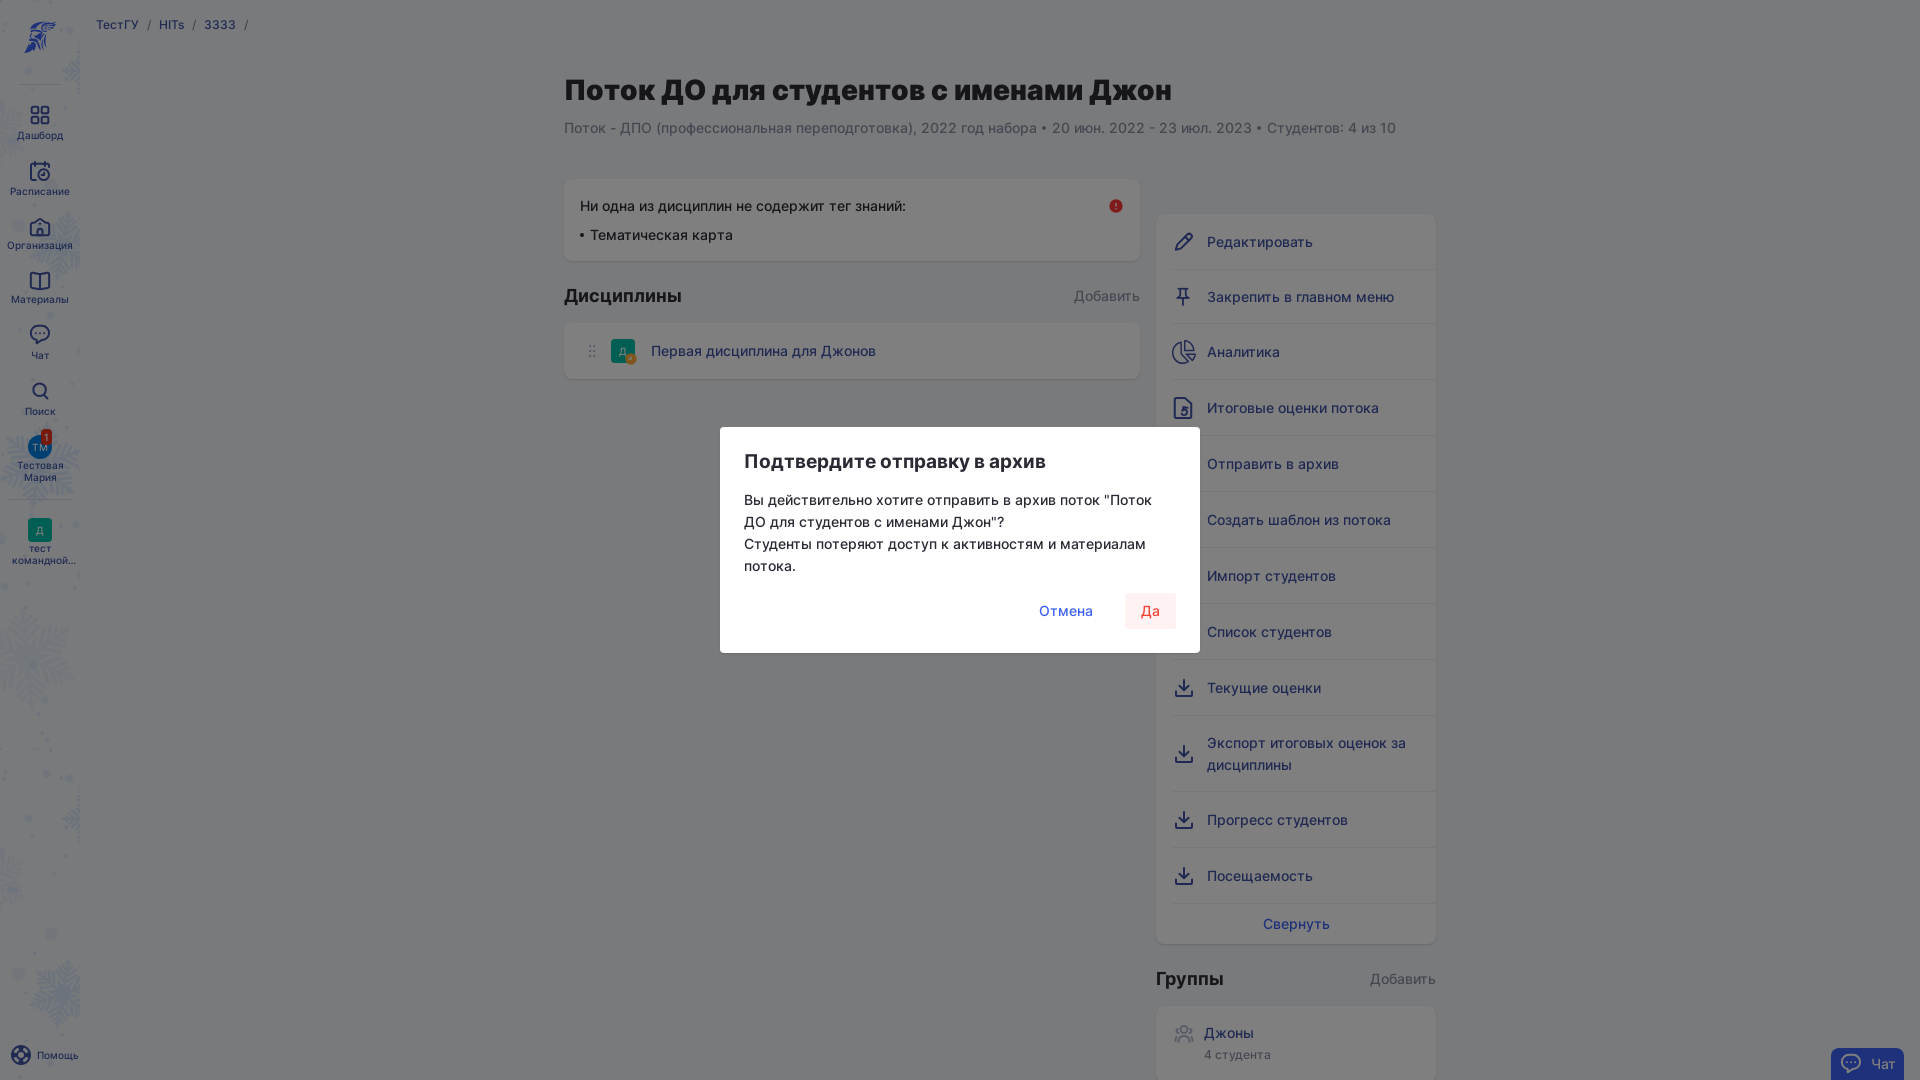 ТестГУ / HITs / 3333 /
Дашборд
Расписание
Организация
Материалы
Чат
Поиск
ТМ
1
Тестовая
Мария
Д
тест
командной...
Помощь
Поток ДО для студентов с именами Джон
Поток - ДПО (профессиональная переподготовка), 2022 год набора • 20 июн. 2022 - 23 июл. 2023 • Студентов: 4 из 10
Ни одна из дисциплин не содержит тег знаний:
• Тематическая карта
Дисциплины
Добавить
Д
Первая дисциплина для Джонов
Подтвердите отправку в архив
Вы действительно хотите отправить в архив поток "Поток
ДО для студентов с именами Джон"?
Студенты потеряют доступ к активностям и материалам
потока.
Отмена
Да
Редактировать
Закрепить в главном меню
Аналитика
Итоговые оценки потока
Отправить в архив
Создать шаблон из потока
Импорт студентов
Список студентов
Текущие оценки
Экспорт итоговых оценок за
дисциплины
Прогресс студентов
Посещаемость
Свернуть
Группы
Добавить
Джоны
4 студента
Чат